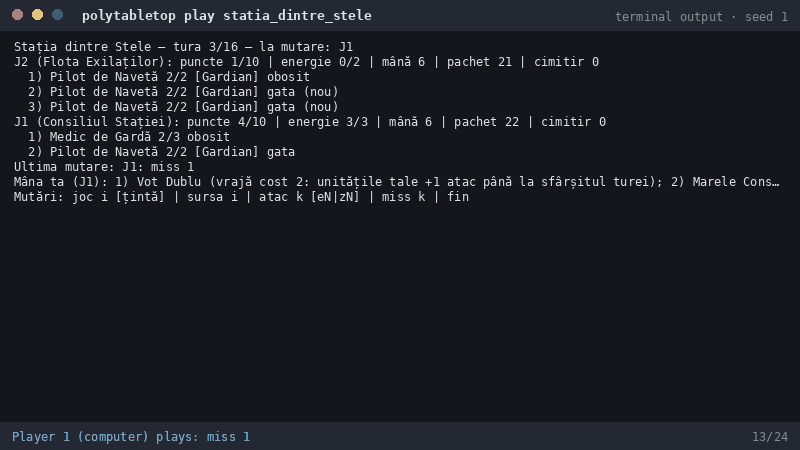 polytabletop play statia_dintre_stele
terminal output · seed 1
Stația dintre Stele — tura 3/16 — la mutare: J1
J2 (Flota Exilaților): puncte 1/10 | energie 0/2 | mână 6 | pachet 21 | cimitir 0
1) Pilot de Navetă 2/2 [Gardian] obosit
2) Pilot de Navetă 2/2 [Gardian] gata (nou)
3) Pilot de Navetă 2/2 [Gardian] gata (nou)
J1 (Consiliul Stației): puncte 4/10 | energie 3/3 | mână 6 | pachet 22 | cimitir 0
1) Medic de Gardă 2/3 obosit
2) Pilot de Navetă 2/2 [Gardian] gata
Ultima mutare: J1: miss 1
Mâna ta (J1): 1) Vot Dublu (vrajă cost 2: unitățile tale +1 atac până la sfârșitul turei); 2) Marele Cons…
Mutări: joc i [țintă] | sursa i | atac k [eN|zN] | miss k | fin
Player 1 (computer) plays: miss 1
13/24